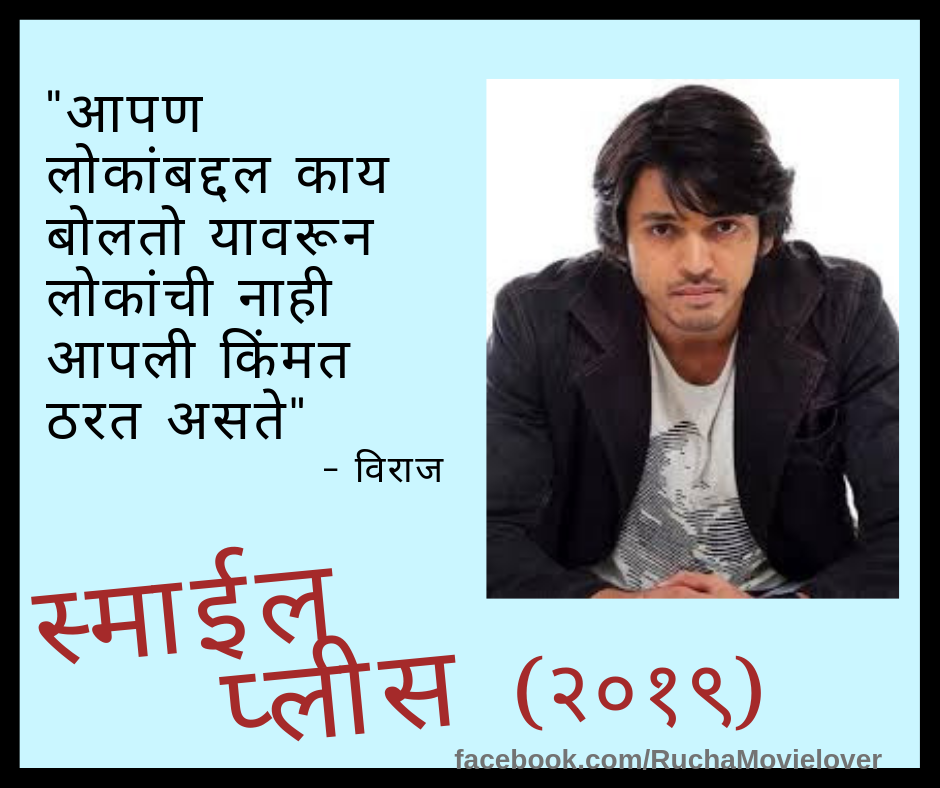 "आपण
लोकांबद्दल काय
बोलतो यावरून
लोकांची नाही
आपली किंमत
ठरत असते"
- विराज
स्माईल
प्लीस (२०१९)
facebook.com/RuchaMovielover